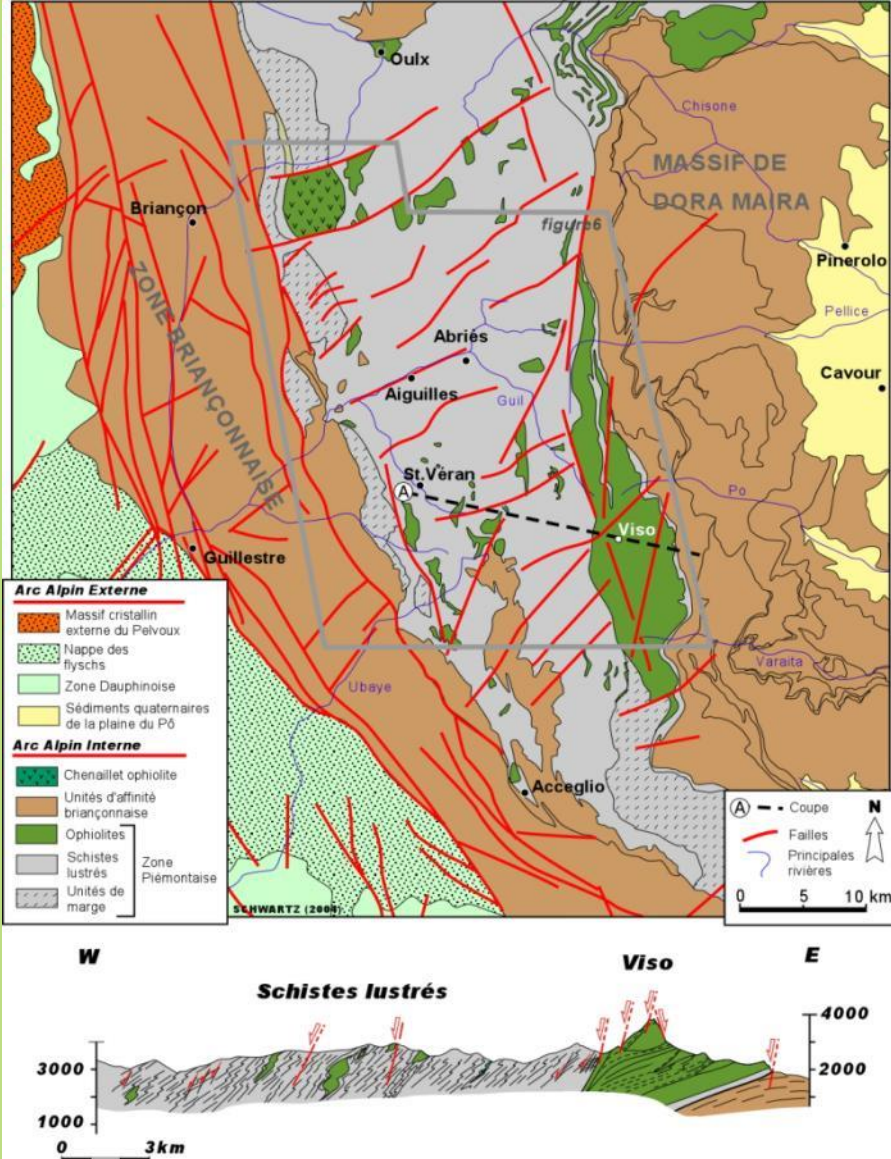 Oulx
Chisone
MASSIF DE
DORA MAIRA
Briançon
figure6
Pinerolo
Pellice
ZONE BRIANÇONNAISE
Abriés
Cavour
Aiguilles
Guil
St.Véran
A
Po
Viso
Guillestre
Varaita
Ubaye
Acceglio
Arc Alpin Externe
Massif cristallin
externe du Pelvoux
Nappe des
flyschs
Zone Dauphinoise
Sédiments quaternaires
de la plaine du Pô
Arc Alpin Interne
Chenaillet ophiolite
Unités d'affinité
briançonnaise
Ophiolites
Schistes
lustrés
Unités de
marge
Zone
Piémontaise
SCHWARTZ (2004)
A Coupe N
Failles
Principales
rivières
0 5 10 km
W Viso E
Schistes lustrés
4000
3000
2000
1000
0 3km